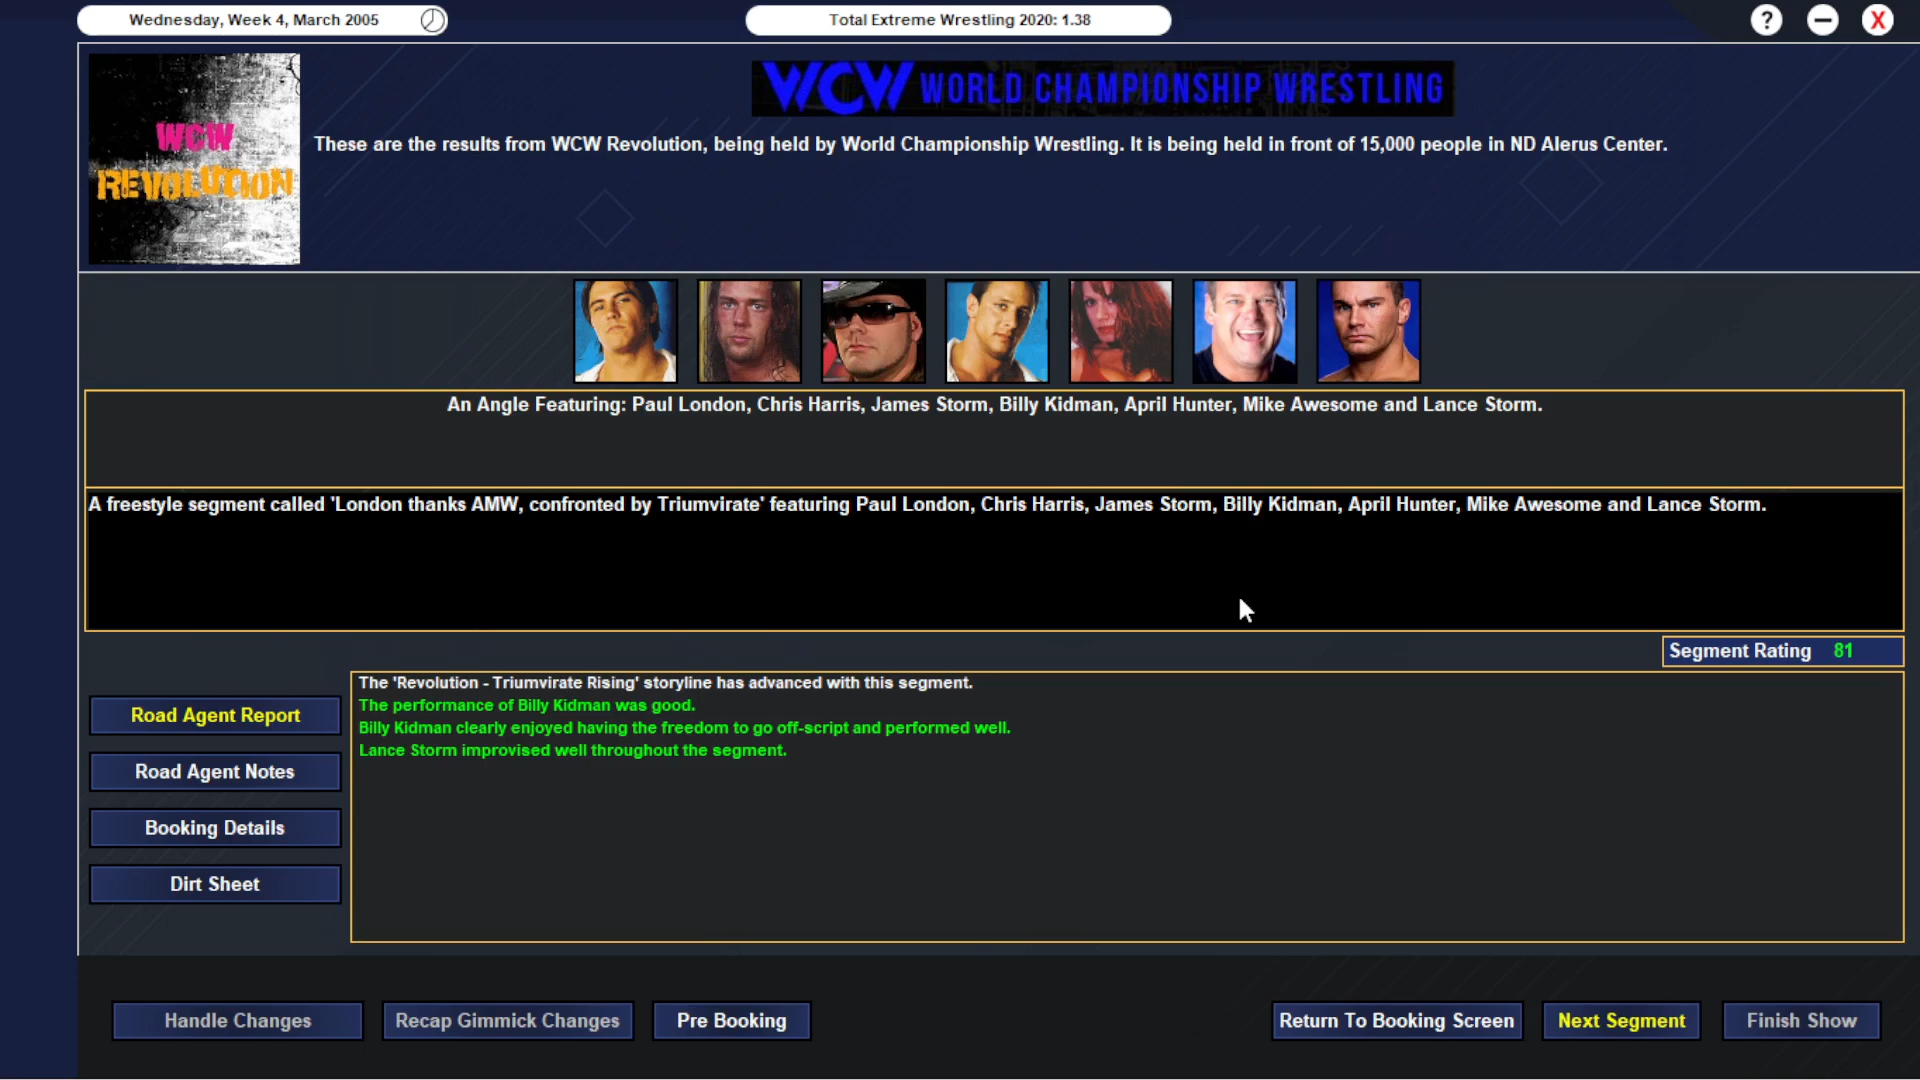 Wednesday, Week 4, March 2005
Total Extreme Wrestling 2020: 1.38
?
X
WCW
REVOLUTION
WCW WORLD CHAMPIONSHIP WRESTLING
These are the results from WCW Revolution, being held by World Championship Wrestling. It is being held in front of 15,000 people in ND Alerus Center.
An Angle Featuring: Paul London, Chris Harris, James Storm, Billy Kidman, April Hunter, Mike Awesome and Lance Storm.
A freestyle segment called 'London thanks AMW, confronted by Triumvirate' featuring Paul London, Chris Harris, James Storm, Billy Kidman, April Hunter, Mike Awesome and Lance Storm.
Segment Rating 81
Road Agent Report
Road Agent Notes
Booking Details
Dirt Sheet
The 'Revolution - Triumvirate Rising' storyline has advanced with this segment.
The performance of Billy Kidman was good.
Billy Kidman clearly enjoyed having the freedom to go off-script and performed well.
Lance Storm improvised well throughout the segment.
Handle Changes
Recap Gimmick Changes
Pre Booking
Return To Booking Screen
Next Segment
Finish Show